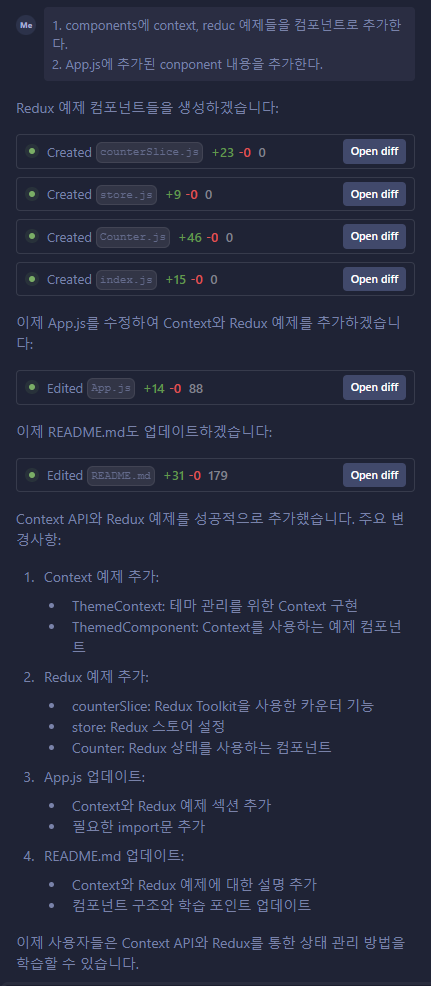 Me
1. components에 context, reduc 예제들을 컴포넌트로 추가한
다.
2. App.js에 추가된 conponent 내용을 추가한다.
Redux 예제 컴포넌트들을 생성하겠습니다:
Created counterSlice.js +23 -0 0 Open diff
Created store.js +9 -0 0 Open diff
Created Counter.js +46 -0 0 Open diff
Created index.js +15 -0 0 Open diff
이제 App.js를 수정하여 Context와 Redux 예제를 추가하겠습니
다:
Edited App.js +14 -0 88 Open diff
이제 README.md도 업데이트하겠습니다:
Edited README.md +31 -0 179 Open diff
Context API와 Redux 예제를 성공적으로 추가했습니다. 주요 변
경사항:
1. Context 예제 추가:
• ThemeContext: 테마 관리를 위한 Context 구현
• ThemedComponent: Context를 사용하는 예제 컴포넌
트
2. Redux 예제 추가:
• counterSlice: Redux Toolkit을 사용한 카운터 기능
• store: Redux 스토어 설정
• Counter: Redux 상태를 사용하는 컴포넌트
3. App.js 업데이트:
• Context와 Redux 예제 섹션 추가
• 필요한 import문 추가
4. README.md 업데이트:
• Context와 Redux 예제에 대한 설명 추가
• 컴포넌트 구조와 학습 포인트 업데이트
이제 사용자들은 Context API와 Redux를 통한 상태 관리 방법을
학습할 수 있습니다.